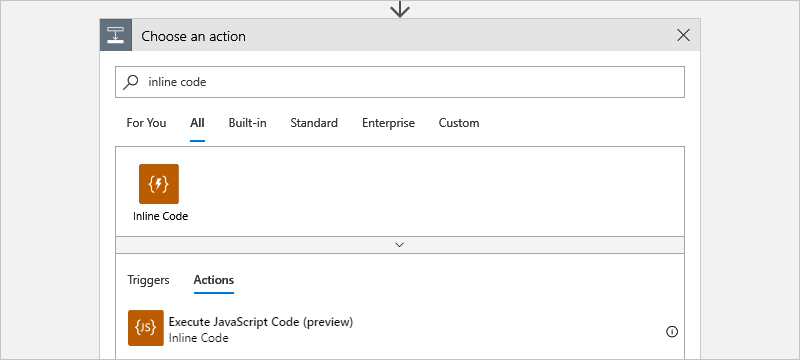 Choose an action
inline code
For You All Built-in Standard Enterprise Custom
Inline Code
Triggers Actions
{JS} Execute JavaScript Code (preview)
Inline Code